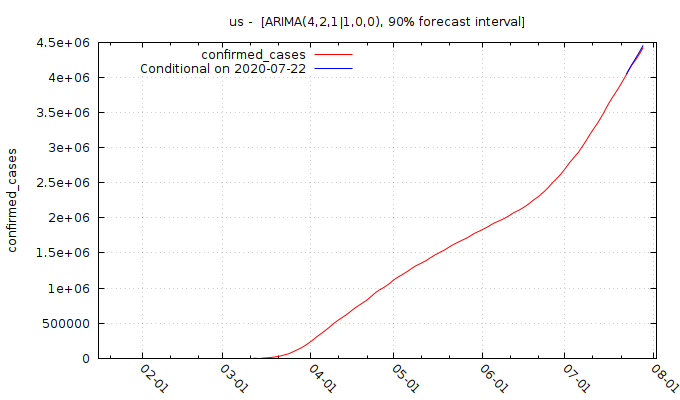 us -  [ARIMA(4,2,1|1,0,0), 90% forecast interval]
confirmed_cases
Conditional on 2020-07-22
4.5e+06
4e+06
3.5e+06
3e+06
2.5e+06
2e+06
1.5e+06
1e+06
500000
0
confirmed_cases
02-01
03-01
04-01
05-01
06-01
07-01
08-01